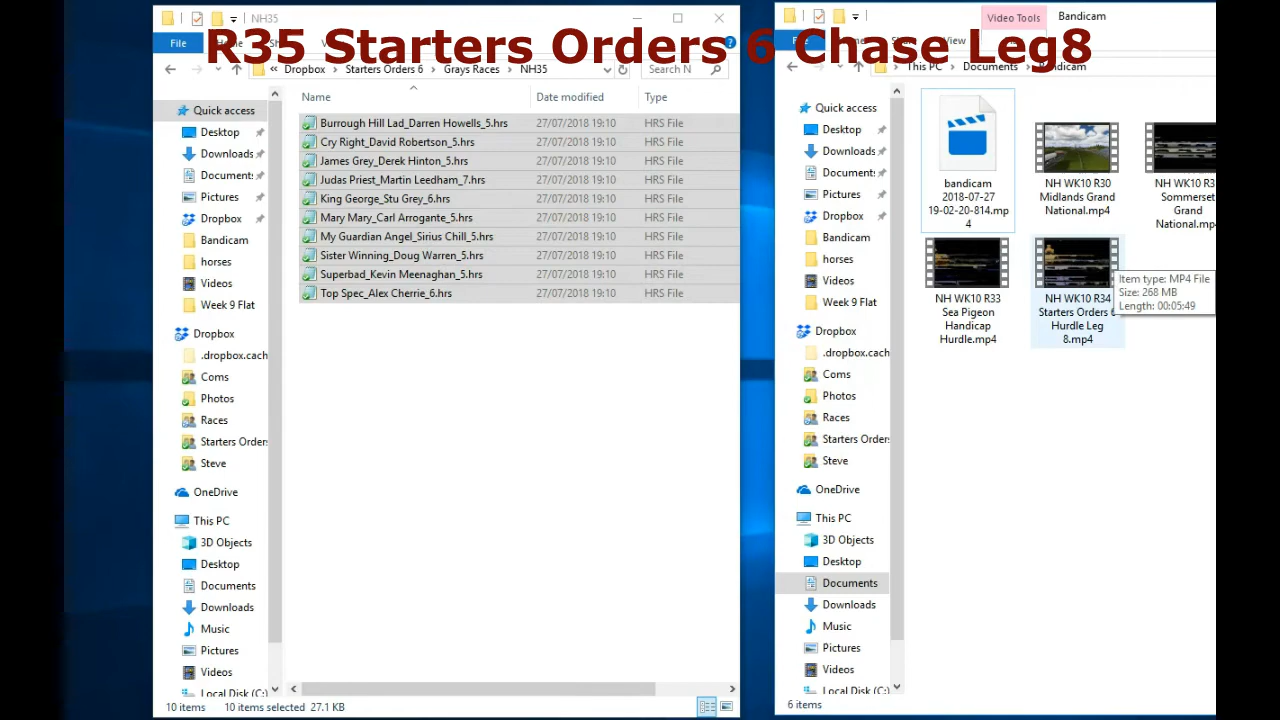 R35 Starters Orders 6 Chase Leg8
NH35
File
Dropbox
Starters Orders 6
Grays Races
NH35
Search N
Name
Date modified
Type
Quick access
Desktop
Downloads
Document:
Pictures
Dropbox
Bandicam
horses
Videos
Week 9 Flat
Dropbox
.dropbox.cach
Coms
Photos
Races
Starters Orders
Steve
OneDrive
This PC
3D Objects
Desktop
Documents
Downloads
Music
Pictures
Videos
Local Disk (C:)
Burrough Hill Lad_Darren Howells_5.hrs 27/07/2018 19:10 HRS File
Cry Right_David Robertson_5.hrs 27/07/2018 19:10 HRS File
James Grey_Derek Hinton_5.hrs 27/07/2018 19:10 HRS File
Judas Priest_Martin Leedham_7.hrs 27/07/2018 19:10 HRS File
King George_Stu Grey_6.hrs 27/07/2018 19:10 HRS File
Mary Mary_Carl Arrogante_5.hrs 27/07/2018 19:10 HRS File
My Guardian Angel_Sirius Chill_5.hrs 27/07/2018 19:10 HRS File
Sister Winning_Doug Warren_5.hrs 27/07/2018 19:10 HRS File
Superbad_Kevin Meenaghan_5.hrs 27/07/2018 19:10 HRS File
Top Spec_Alex Cherrie_6.hrs 27/07/2018 19:10 HRS File
10 items 10 items selected 27.1 KB
Video Tools
Bandicam
View
This PC
Documents
Bandicam
Quick access
Desktop
Downloads
Document:
Pictures
Dropbox
Bandicam
horses
Videos
Week 9 Flat
Dropbox
.dropbox.cach
Coms
Photos
Races
Starters Orders
Steve
OneDrive
This PC
3D Objects
Desktop
Documents
Downloads
Music
Pictures
Videos
Local Disk (C:)
bandicam
2018-07-27
19-02-20-814.mp
4
NH WK10 R30
Midlands Grand
National.mp4
NH WK10 R3
Sommerset
Grand
National.mp4
NH WK10 R33
Sea Pigeon
Handicap
Hurdle.mp4
NH WK10 R34
Starters Orders 6
Hurdle Leg
8.mp4
Item type: MP4 File
Size: 268 MB
Length: 00:05:49
6 items